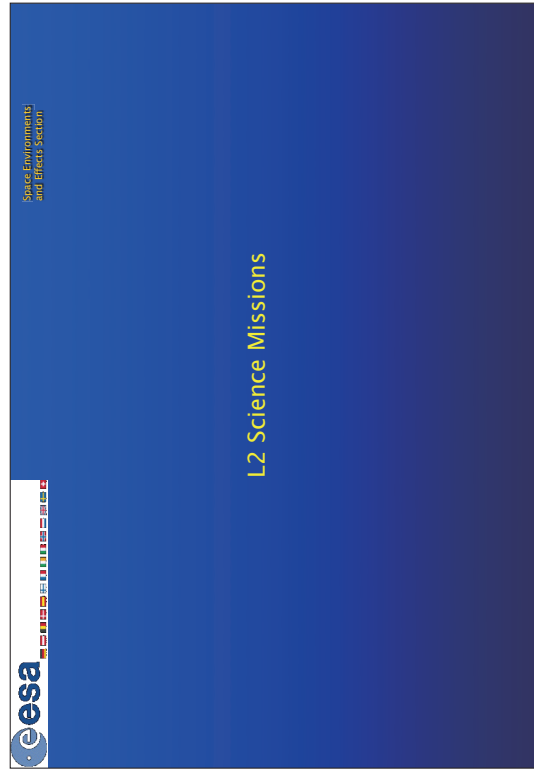 esa
Space Environments
and Effects Section
L2 Science Missions